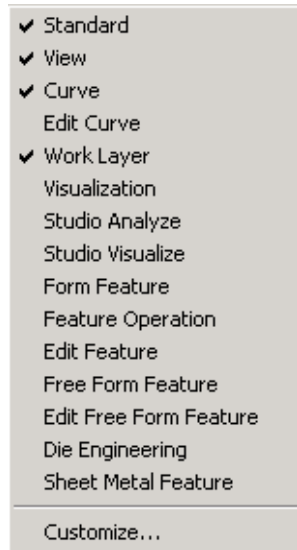 Standard
View
Curve
Edit Curve
Work Layer
Visualization
Studio Analyze
Studio Visualize
Form Feature
Feature Operation
Edit Feature
Free Form Feature
Edit Free Form Feature
Die Engineering
Sheet Metal Feature
Customize...